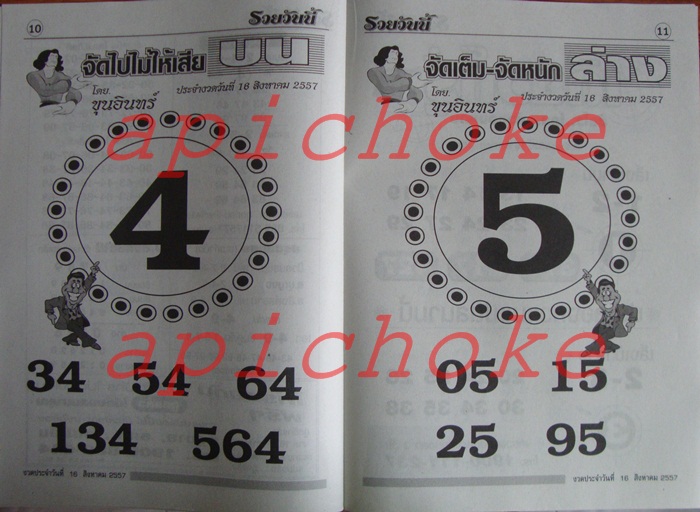 10
รวยวันนี้
จัดไปไม่ให้เสีย บน
โดย.
ขุนอินทร์
ประจำงวดวันที่ 16 สิงหาคม 2557
apichoke
4
apichoke
34 54 64
134 564
งวดประจำวันที่ 16 สิงหาคม 2557
รวยวันนี้
11
จัดเต็ม-จัดหนัก ล่าง
โดย.
ขุนอินทร์
ประจำงวดวันที่ 16 สิงหาคม 2557
5
05 15
25 95
งวดประจำวันที่ 16 สิงหาคม 2557